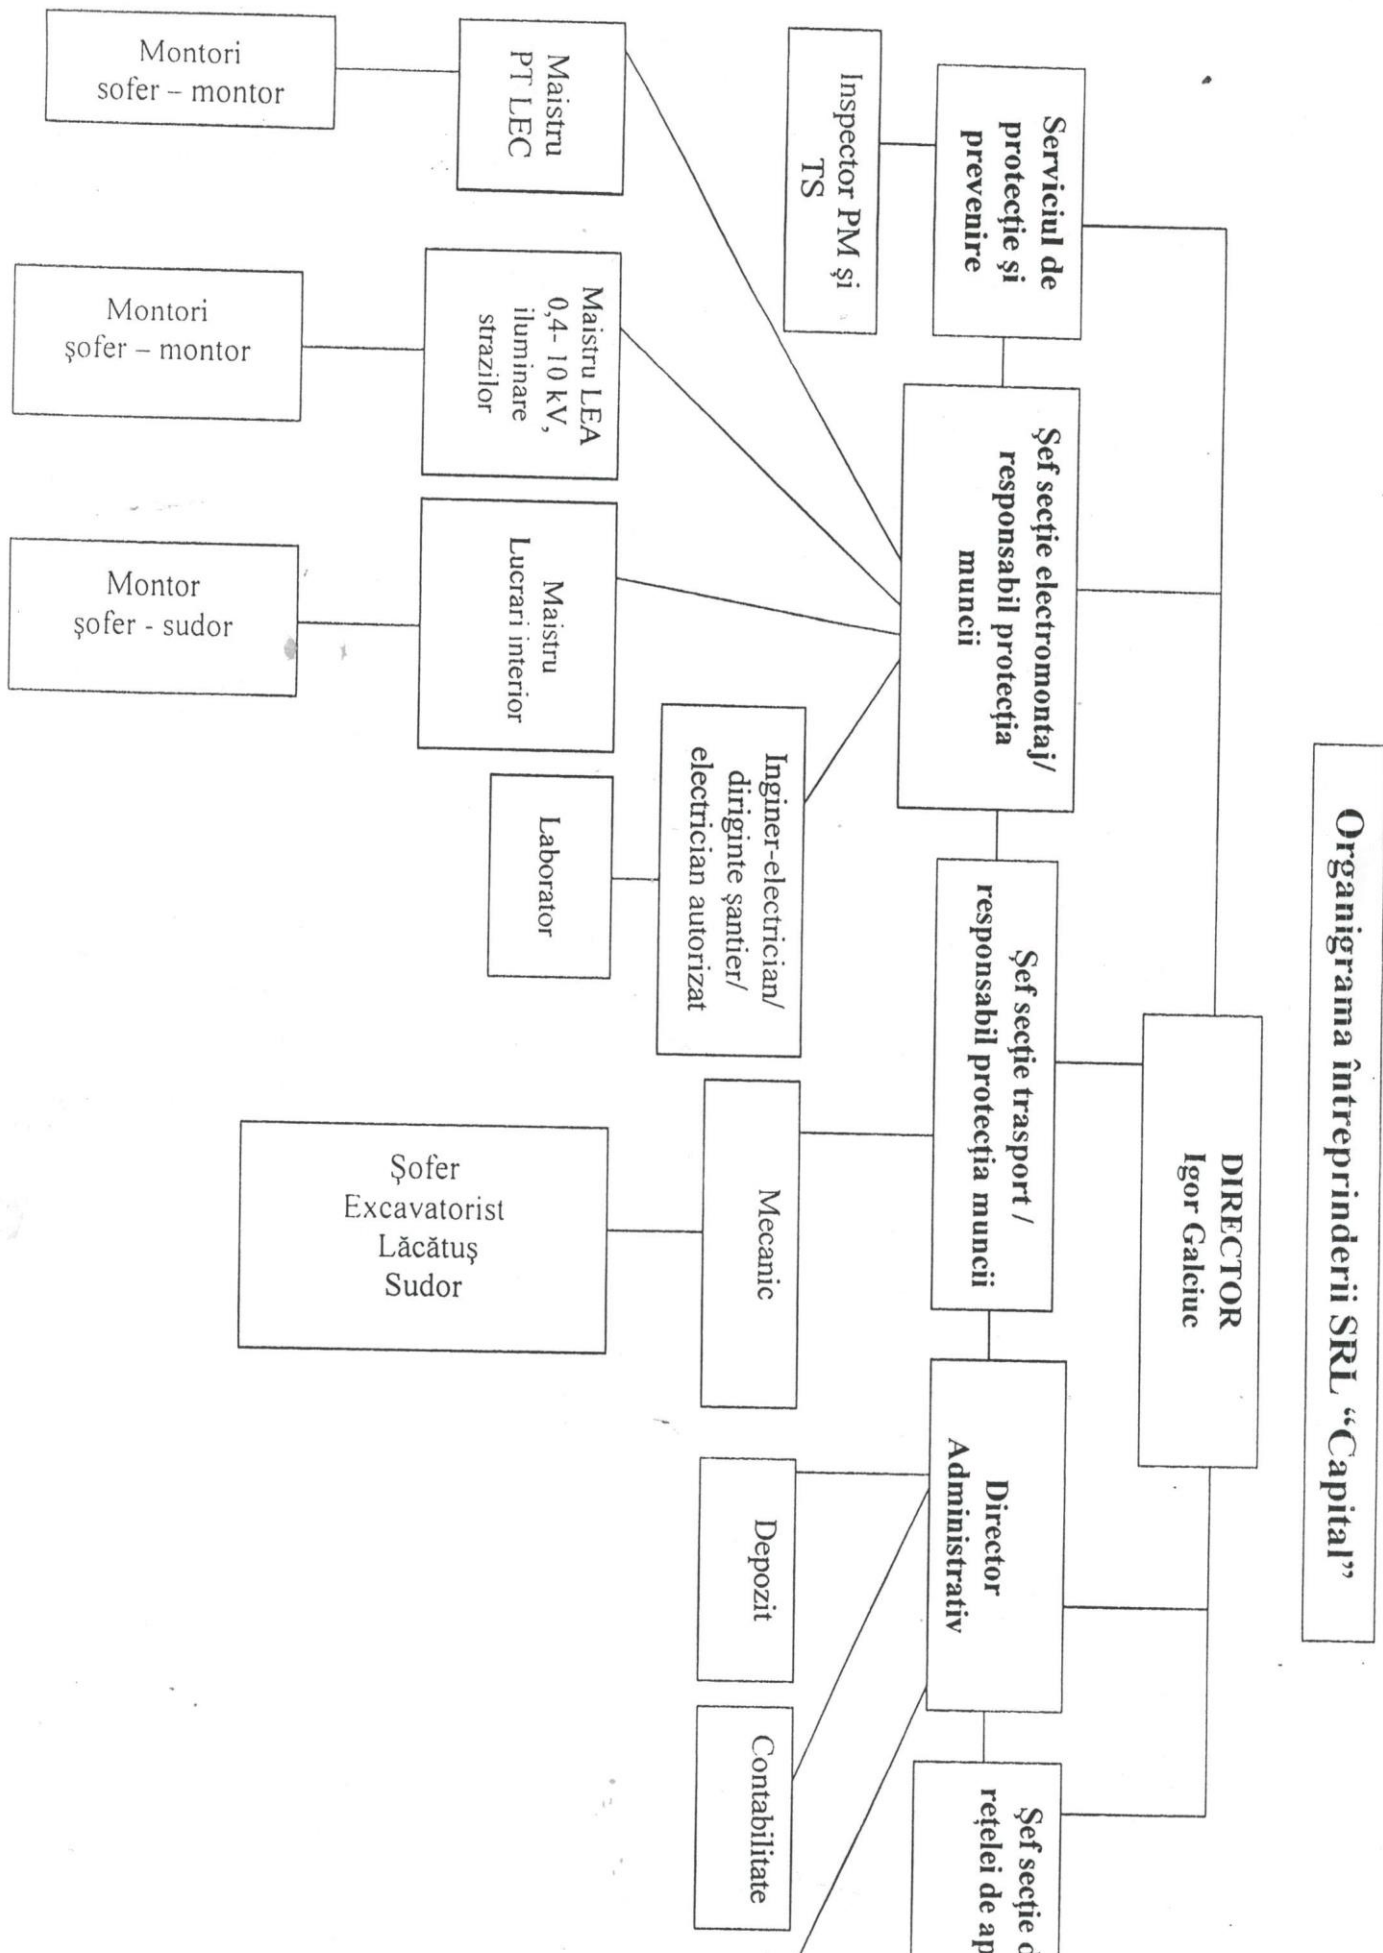 Organigrama întreprinderii SRL “Capital”
DIRECTOR
Igor Galciuc
Serviciul de
protecție și
prevenire
Șef secție electromontaj/
responsabil protecția
muncii
Șef secție trasport /
responsabil protecția muncii
Director
Administrativ
Șef secție
rețelei de
Inspector PM și
TS
Inginer-electrician/
diriginte șantier/
electrician autorizat
Mecanic
Depozit
Contabilitate
Maistru
PT LEC
Maistru LEA
0,4- 10 kV,
iluminare
strazilor
Maistru
Lucrari interior
Laborator
Montori
sofer – montor
Montori
șofer – montor
Montor
șofer - sudor
Șofer
Excavatorist
Lăcătuș
Sudor